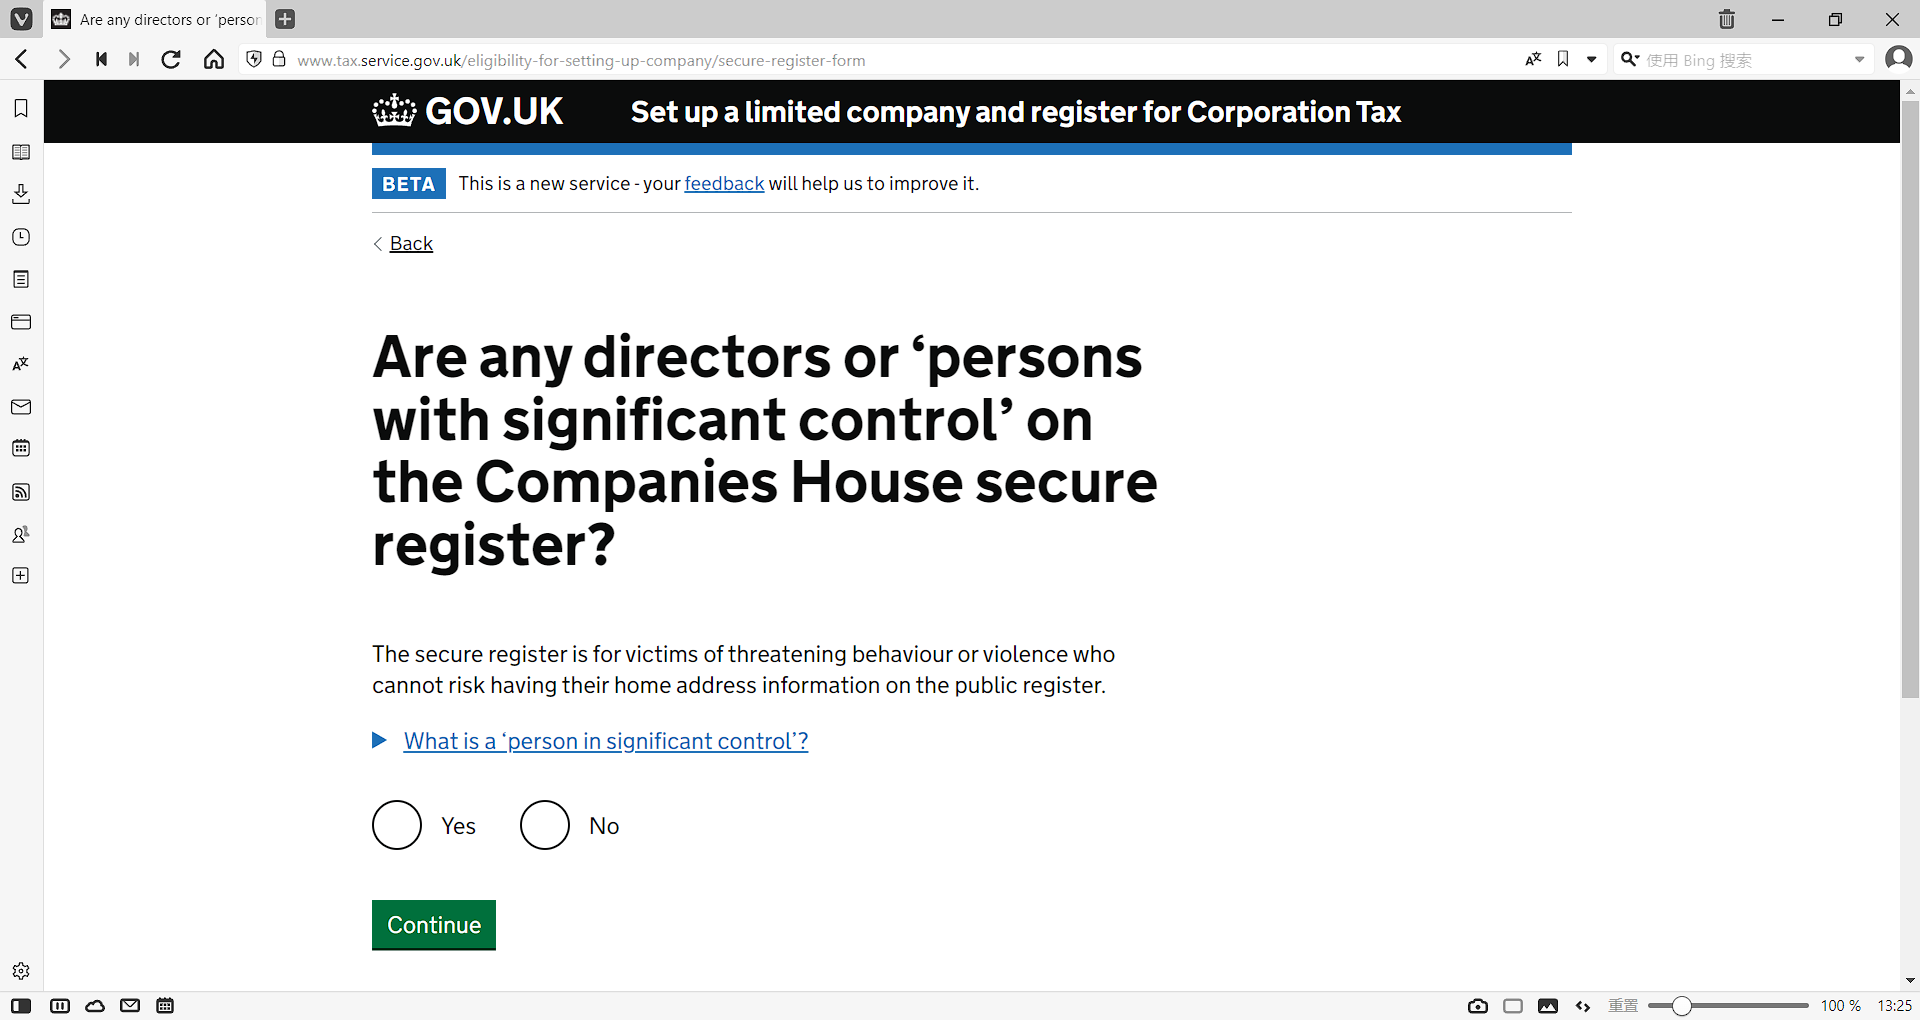 Are any directors or ‘person
www.tax.service.gov.uk/eligibility-for-setting-up-company/secure-register-form
使用 Bing 搜索
GOV.UK
Set up a limited company and register for Corporation Tax
BETA
This is a new service - your feedback will help us to improve it.
Back
Are any directors or ‘persons
with significant control’ on
the Companies House secure
register?
The secure register is for victims of threatening behaviour or violence who
cannot risk having their home address information on the public register.
What is a ‘person in significant control’?
Yes
No
Continue
重置
100 %
13:25